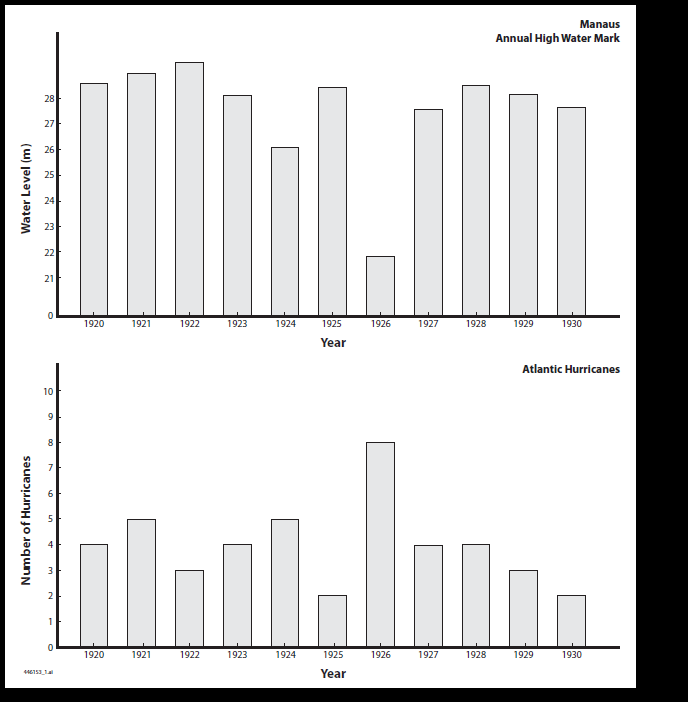 Manaus
Annual High Water Mark
Water Level (m)
28
27
26
25
24
23
22
21
0
1920 1921 1922 1923 1924 1925 1926 1927 1928 1929 1930
Year
Atlantic Hurricanes
Number of Hurricanes
10
9
8
7
6
5
4
3
2
1
0
1920 1921 1922 1923 1924 1925 1926 1927 1928 1929 1930
446153_1.ai
Year